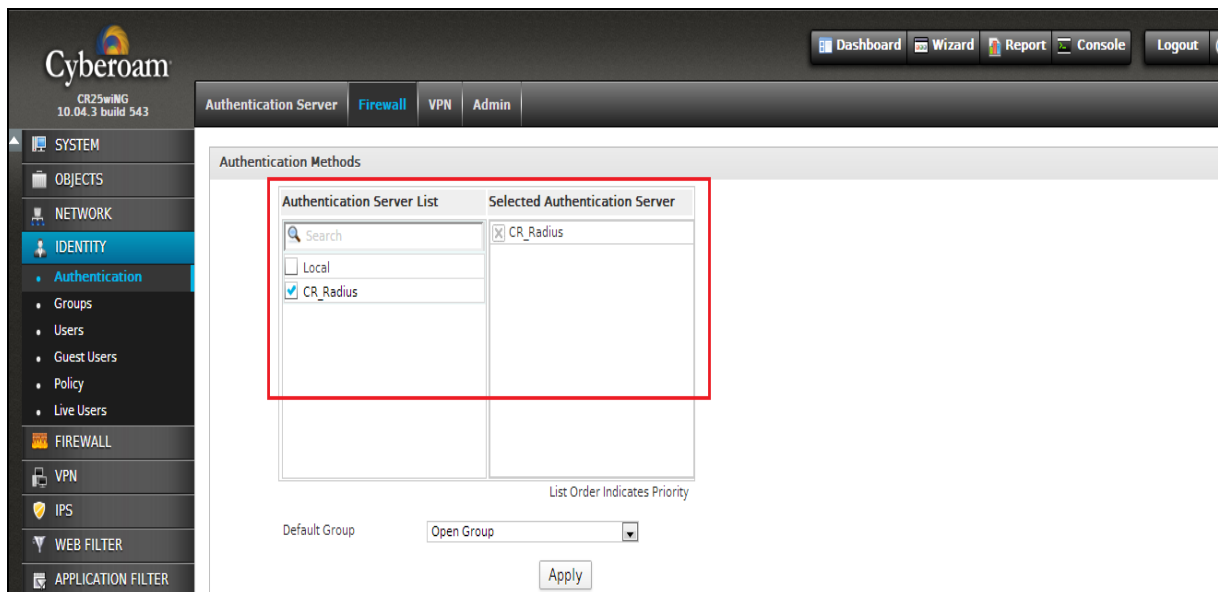 Cyberoam
CR25wiNG
10.04.3 build 543
Dashboard
Wizard
Report
Console
Logout
Authentication Server
Firewall
VPN
Admin
SYSTEM
OBJECTS
NETWORK
IDENTITY
Authentication
Groups
Users
Guest Users
Policy
Live Users
FIREWALL
VPN
IPS
WEB FILTER
APPLICATION FILTER
Authentication Methods
Authentication Server List
Selected Authentication Server
Search
Local
CR_Radius
CR_Radius
List Order Indicates Priority
Default Group
Open Group
Apply